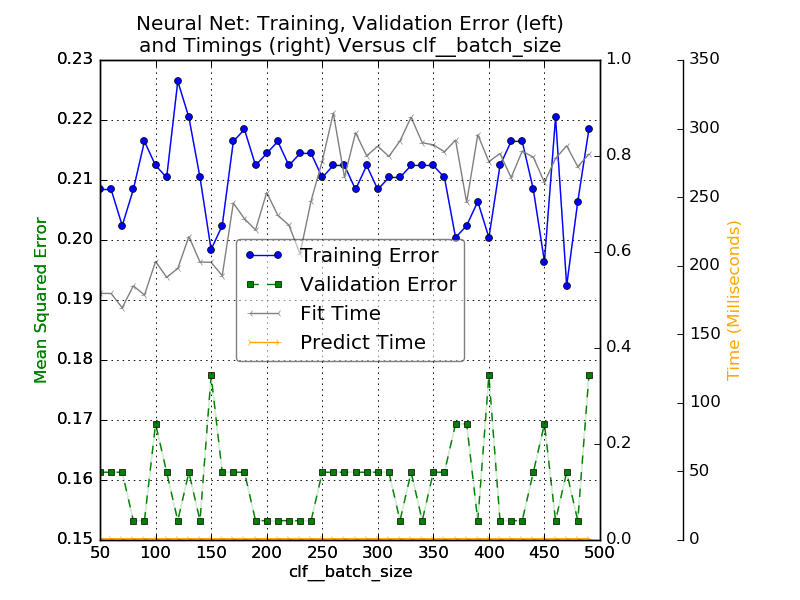 Neural Net: Training, Validation Error (left)
and Timings (right) Versus clf__batch_size
Mean Squared Error
0.23
0.22
0.21
0.20
0.19
0.18
0.17
0.16
0.15
Training Error
Validation Error
Fit Time
Predict Time
1.0
0.8
0.6
0.4
0.2
0.0
350
300
250
200
150
100
50
0
Time (Milliseconds)
50 100 150 200 250 300 350 400 450 500
clf__batch_size